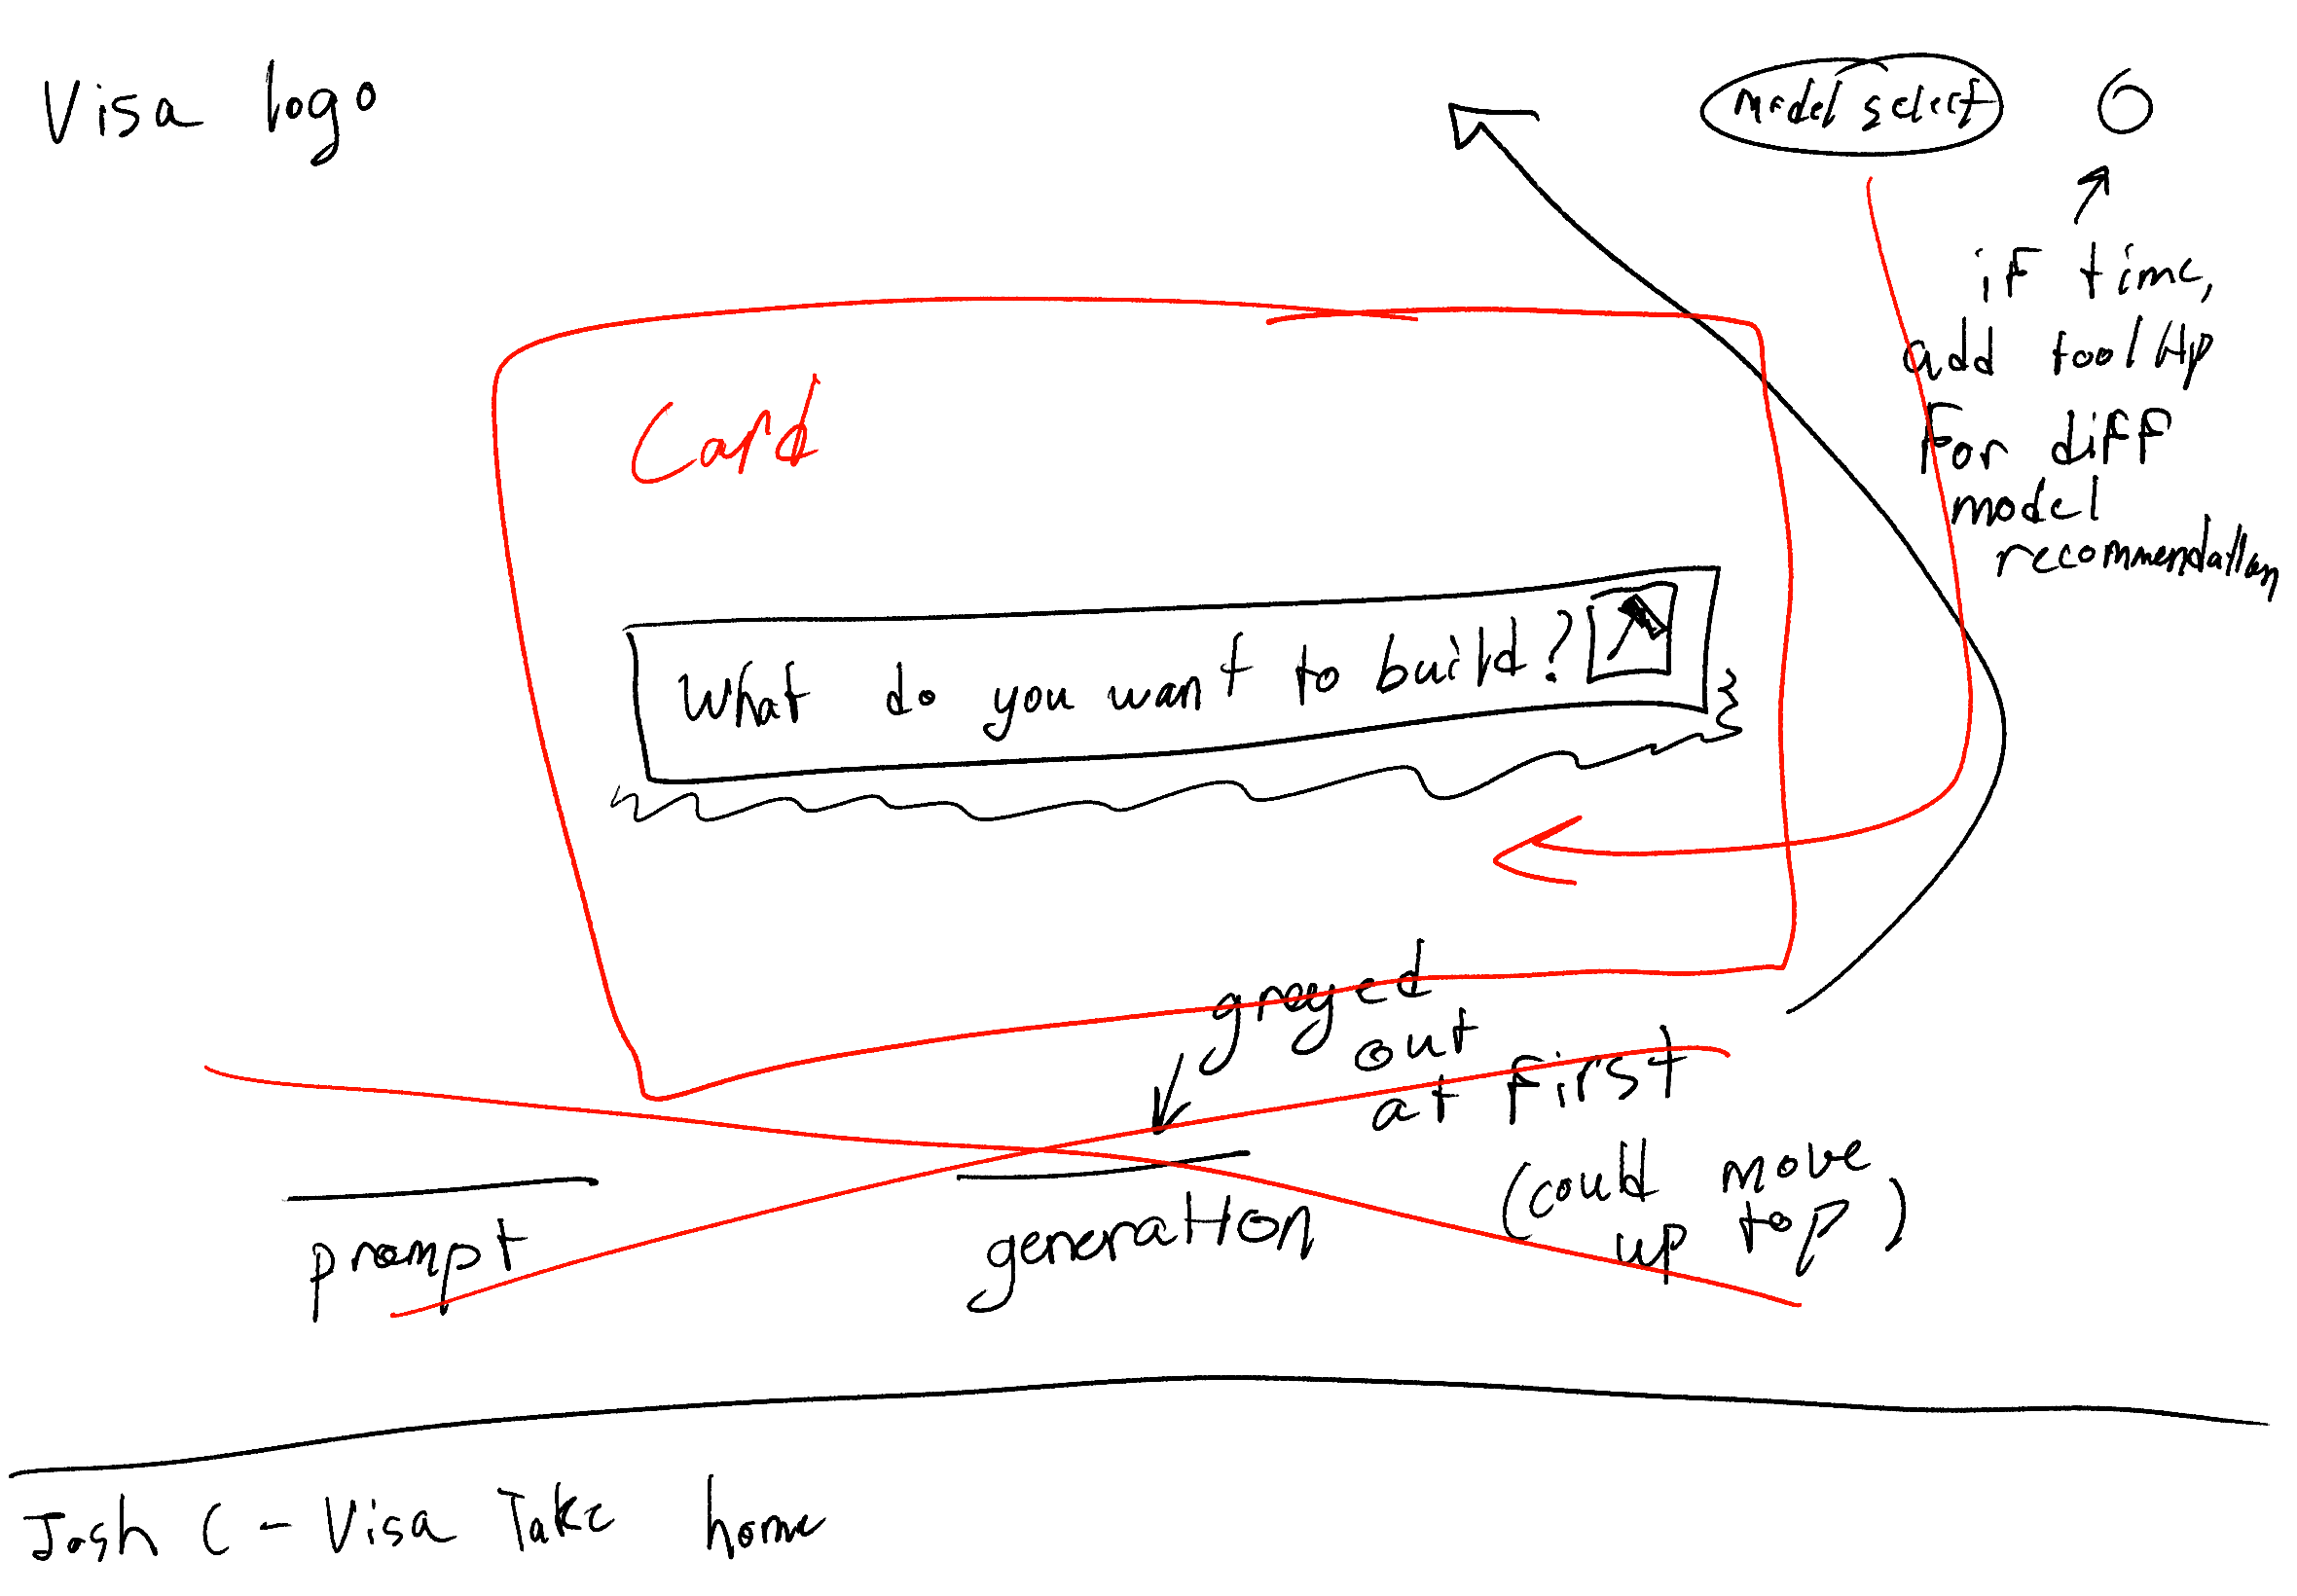 Visa logo
model select
if time,
add tooltip
for diff
model
recommendation
Card
What do you want to build?
greyed
out
at first
(could move
up top)
prompt
generation
Josh C - Visa Take home